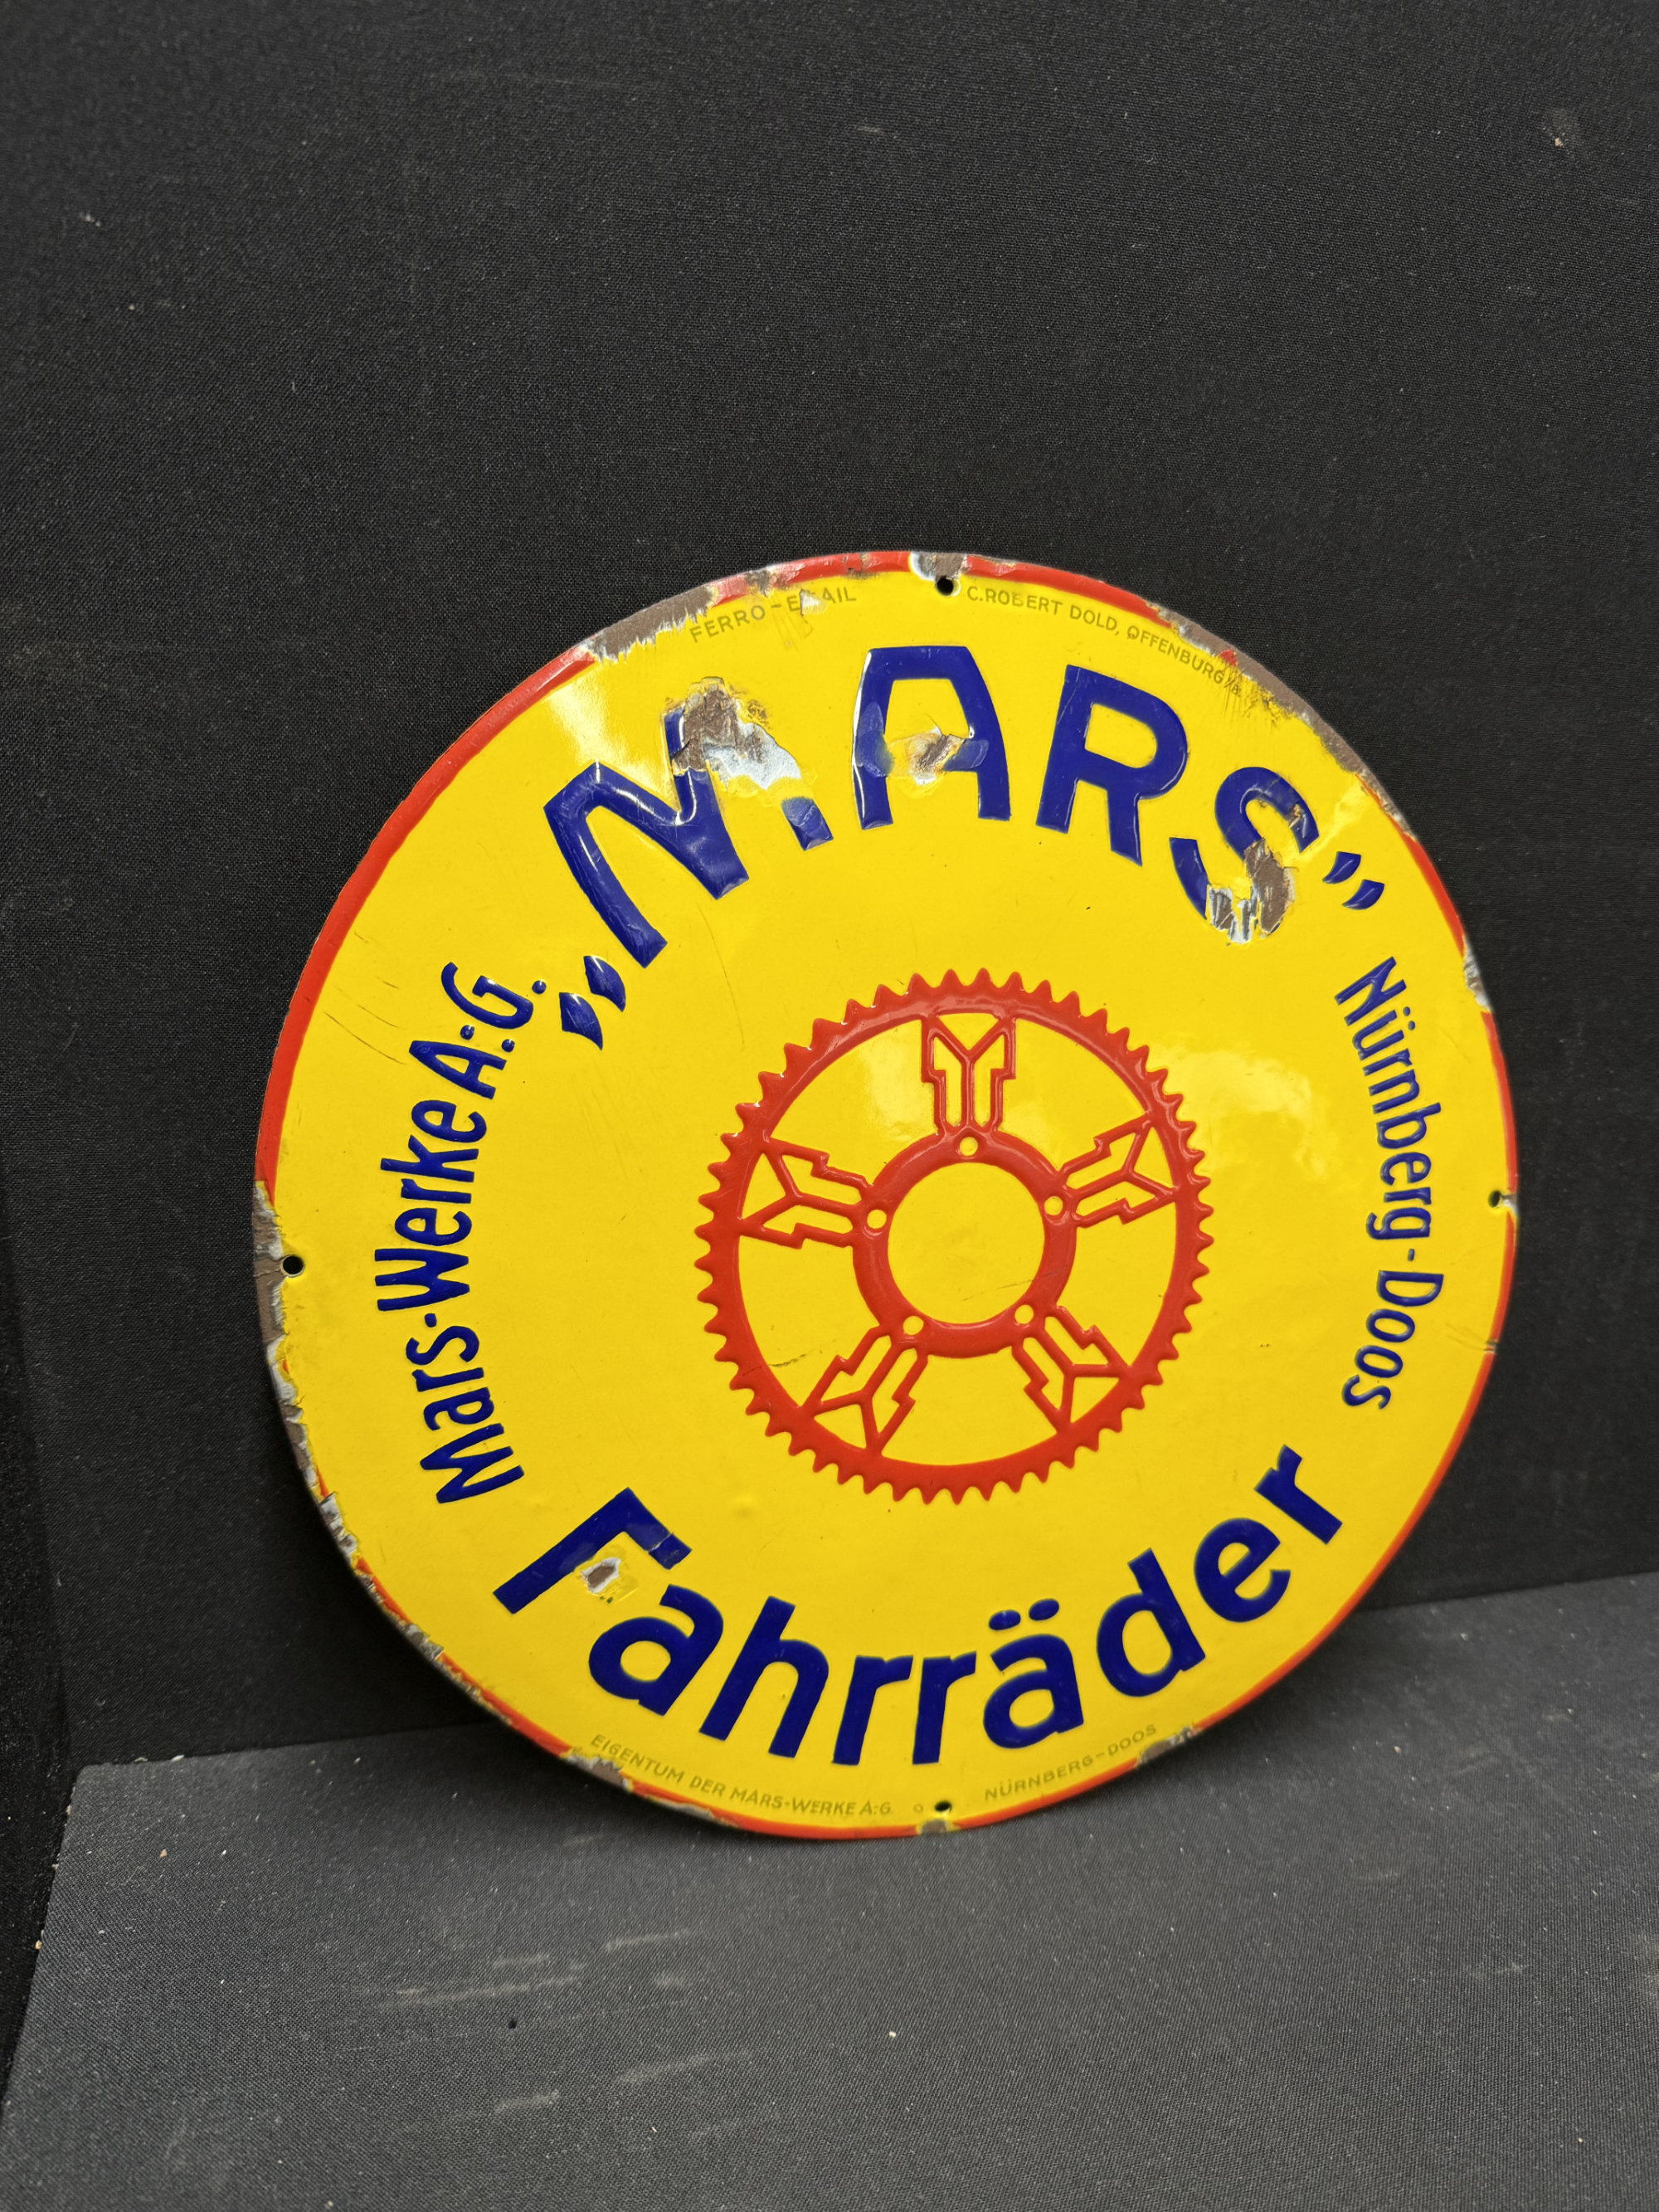 FERRO-EMAIL C.ROBERT DOLD, OFFENBURG i/B.
„MARS”
Mars-Werke A:G.
Nürnberg-Doos
Fahrräder
EIGENTUM DER MARS-WERKE A:G. NÜRNBERG-DOOS